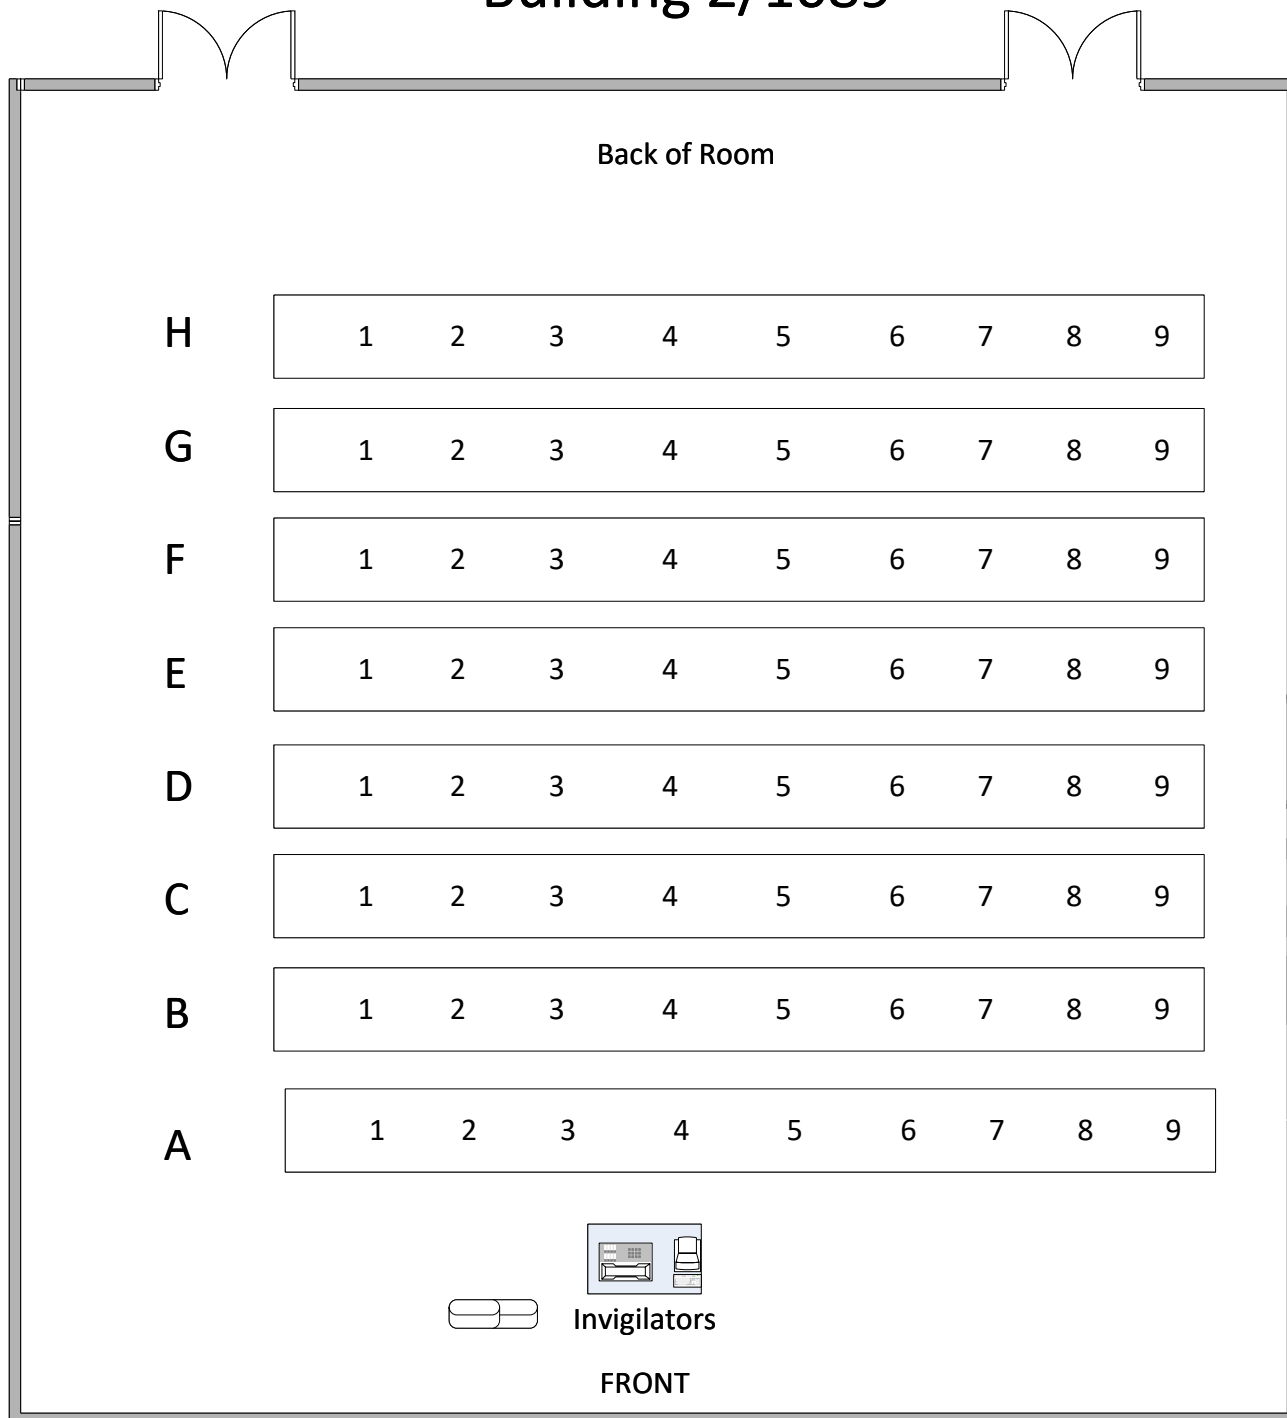 Building 2/1089
Back of Room
H 1 2 3 4 5 6 7 8 9
G 1 2 3 4 5 6 7 8 9
F 1 2 3 4 5 6 7 8 9
E 1 2 3 4 5 6 7 8 9
D 1 2 3 4 5 6 7 8 9
C 1 2 3 4 5 6 7 8 9
B 1 2 3 4 5 6 7 8 9
A 1 2 3 4 5 6 7 8 9
Invigilators
FRONT